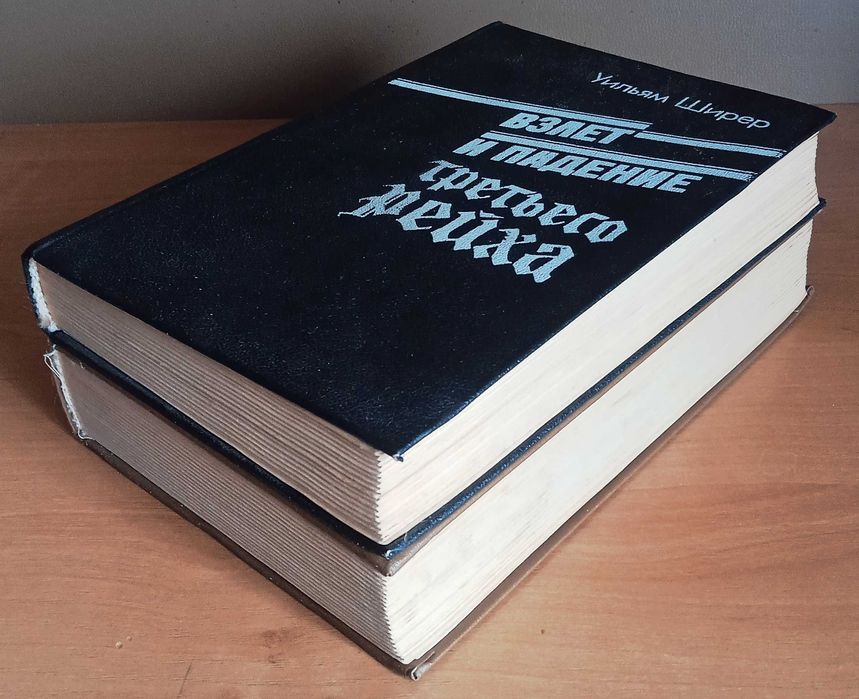 Уильям Ширер
ВЗЛЕТ
И ПАДЕНИЕ
третьего
рейха